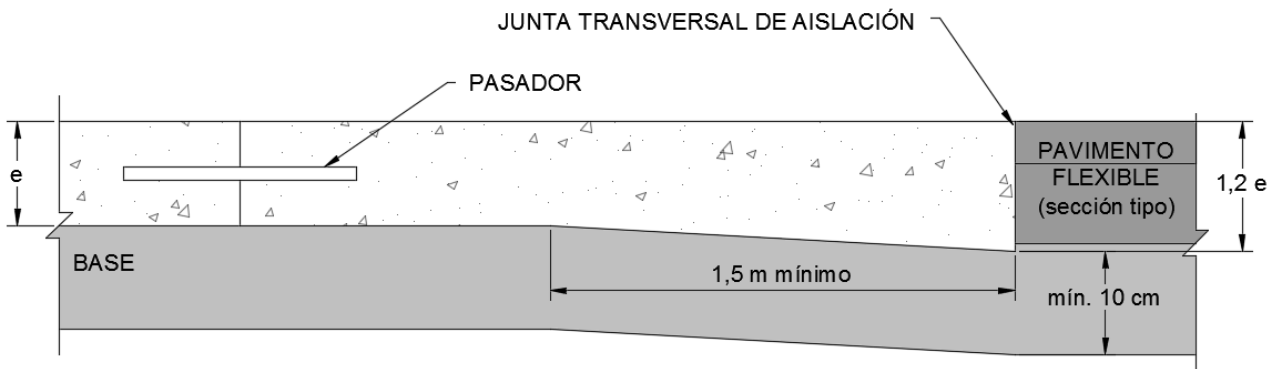 JUNTA TRANSVERSAL DE AISLACIÓN
PASADOR
e
PAVIMENTO
FLEXIBLE
(sección tipo)
1,2 e
BASE
1,5 m mínimo
mín. 10 cm